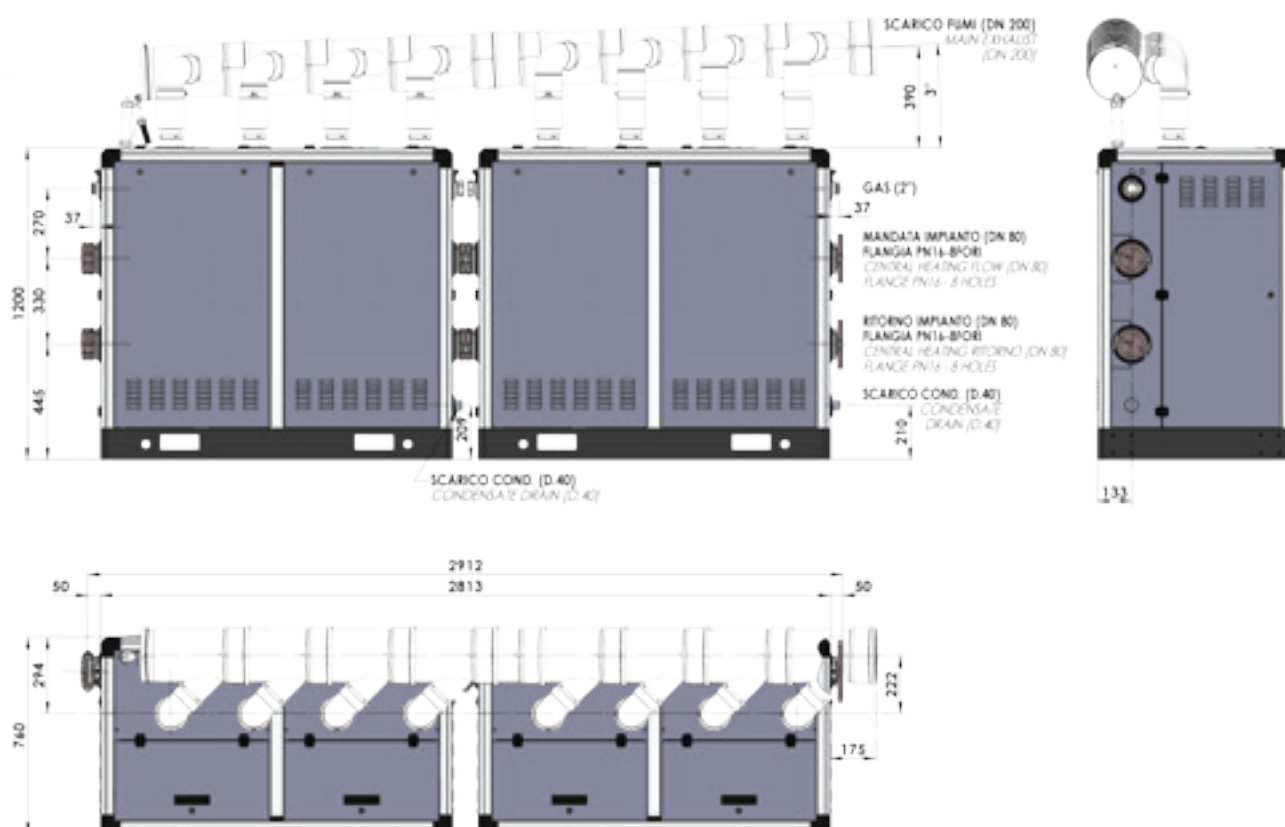 SCARICO FUMI (DN 200)
MAIN EXHAUST
(DN 200)
390
3°
GAS (2")
37
37
270
330
1200
445
MANDATA IMPIANTO (DN 80)
FLANGIA PN16-8FORI
CENTRAL HEATING FLOW (DN 80)
FLANGE PN16 - 8 HOLES
RITORNO IMPIANTO (DN 80)
FLANGIA PN16-8FORI
CENTRAL HEATING RITORNO (DN 80)
FLANGE PN16 - 8 HOLES
SCARICO COND. (D.40)
CONDENSATE
DRAIN (D.40)
209
210
SCARICO COND. (D.40)
CONDENSATE DRAIN (D.40)
133
2912
50
2813
50
294
222
760
175